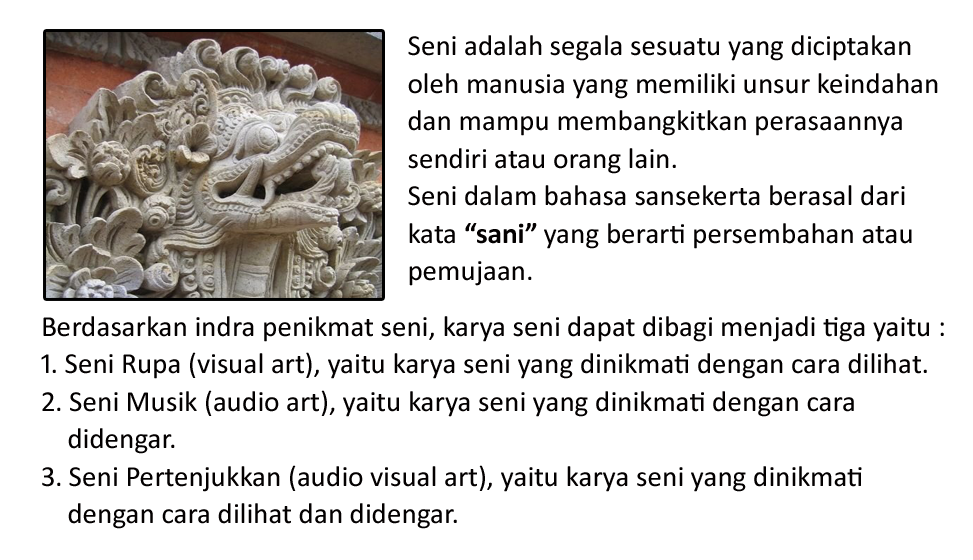 Seni adalah segala sesuatu yang diciptakan
oleh manusia yang memiliki unsur keindahan
dan mampu membangkitkan perasaannya
sendiri atau orang lain.
Seni dalam bahasa sansekerta berasal dari
kata “sani” yang berarti persembahan atau
pemujaan.
Berdasarkan indra penikmat seni, karya seni dapat dibagi menjadi tiga yaitu :
1. Seni Rupa (visual art), yaitu karya seni yang dinikmati dengan cara dilihat.
2. Seni Musik (audio art), yaitu karya seni yang dinikmati dengan cara
didengar.
3. Seni Pertenjukkan (audio visual art), yaitu karya seni yang dinikmati
dengan cara dilihat dan didengar.